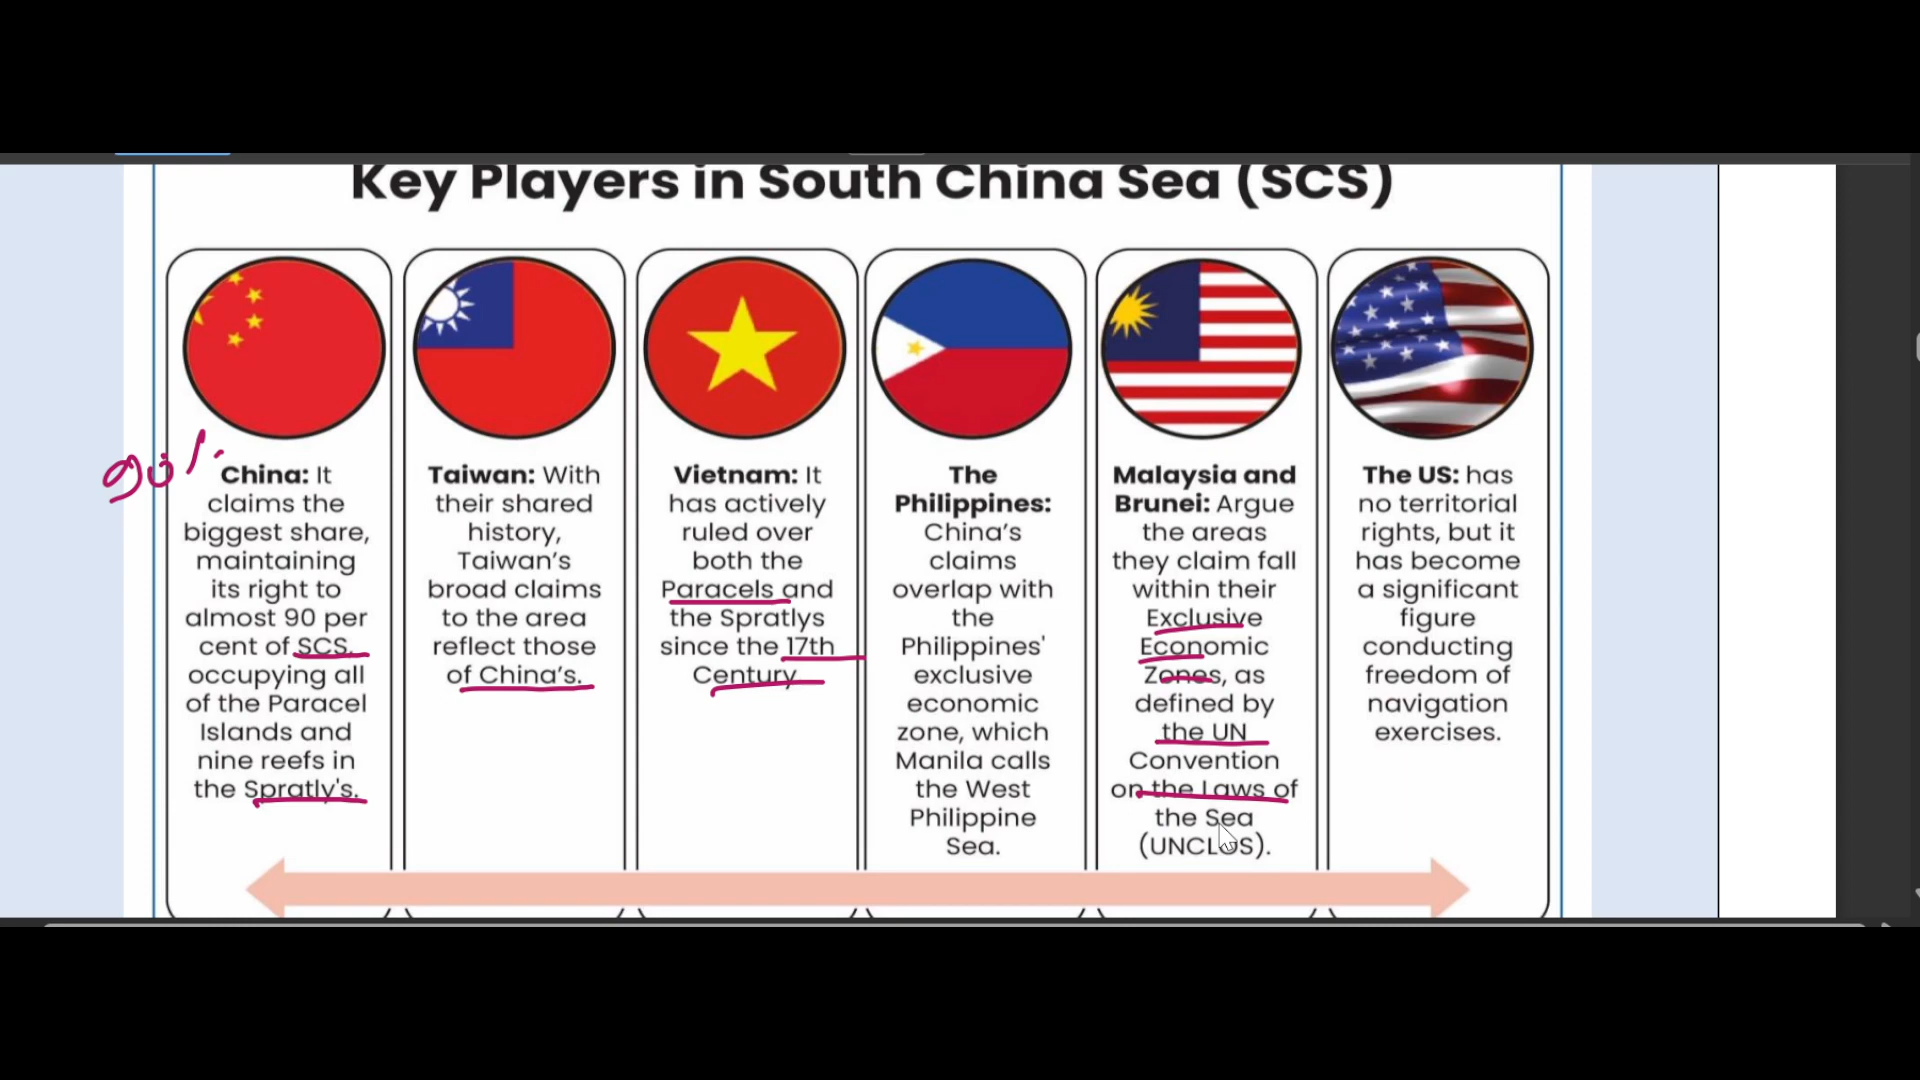 Key Players in South China Sea (SCS)
90%
China: It
claims the
biggest share,
maintaining
its right to
almost 90 per
cent of SCS,
occupying all
of the Paracel
Islands and
nine reefs in
the Spratly's.
Taiwan: With
their shared
history,
Taiwan's
broad claims
to the area
reflect those
of China's.
Vietnam: It
has actively
ruled over
both the
Paracels and
the Spratlys
since the 17th
Century
The
Philippines:
China's
claims
overlap with
the
Philippines'
exclusive
economic
zone, which
Manila calls
the West
Philippine
Sea.
Malaysia and
Brunei: Argue
the areas
they claim fall
within their
Exclusive
Economic
Zones, as
defined by
the UN
Convention
on the Laws of
the Sea
(UNCLOS).
The US: has
no territorial
rights, but it
has become
a significant
figure
conducting
freedom of
navigation
exercises.